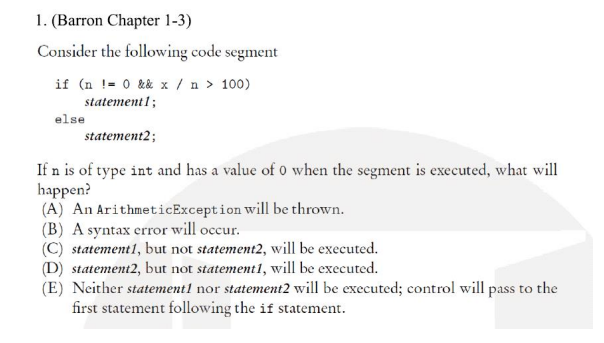 1. (Barron Chapter 1-3)
Consider the following code segment
if (n != 0 && x / n > 100)
statement1;
else
statement2;
If n is of type int and has a value of 0 when the segment is executed, what will
happen?
(A) An ArithmeticException will be thrown.
(B) A syntax error will occur.
(C) statement1, but not statement2, will be executed.
(D) statement2, but not statement1, will be executed.
(E) Neither statement1 nor statement2 will be executed; control will pass to the
first statement following the if statement.